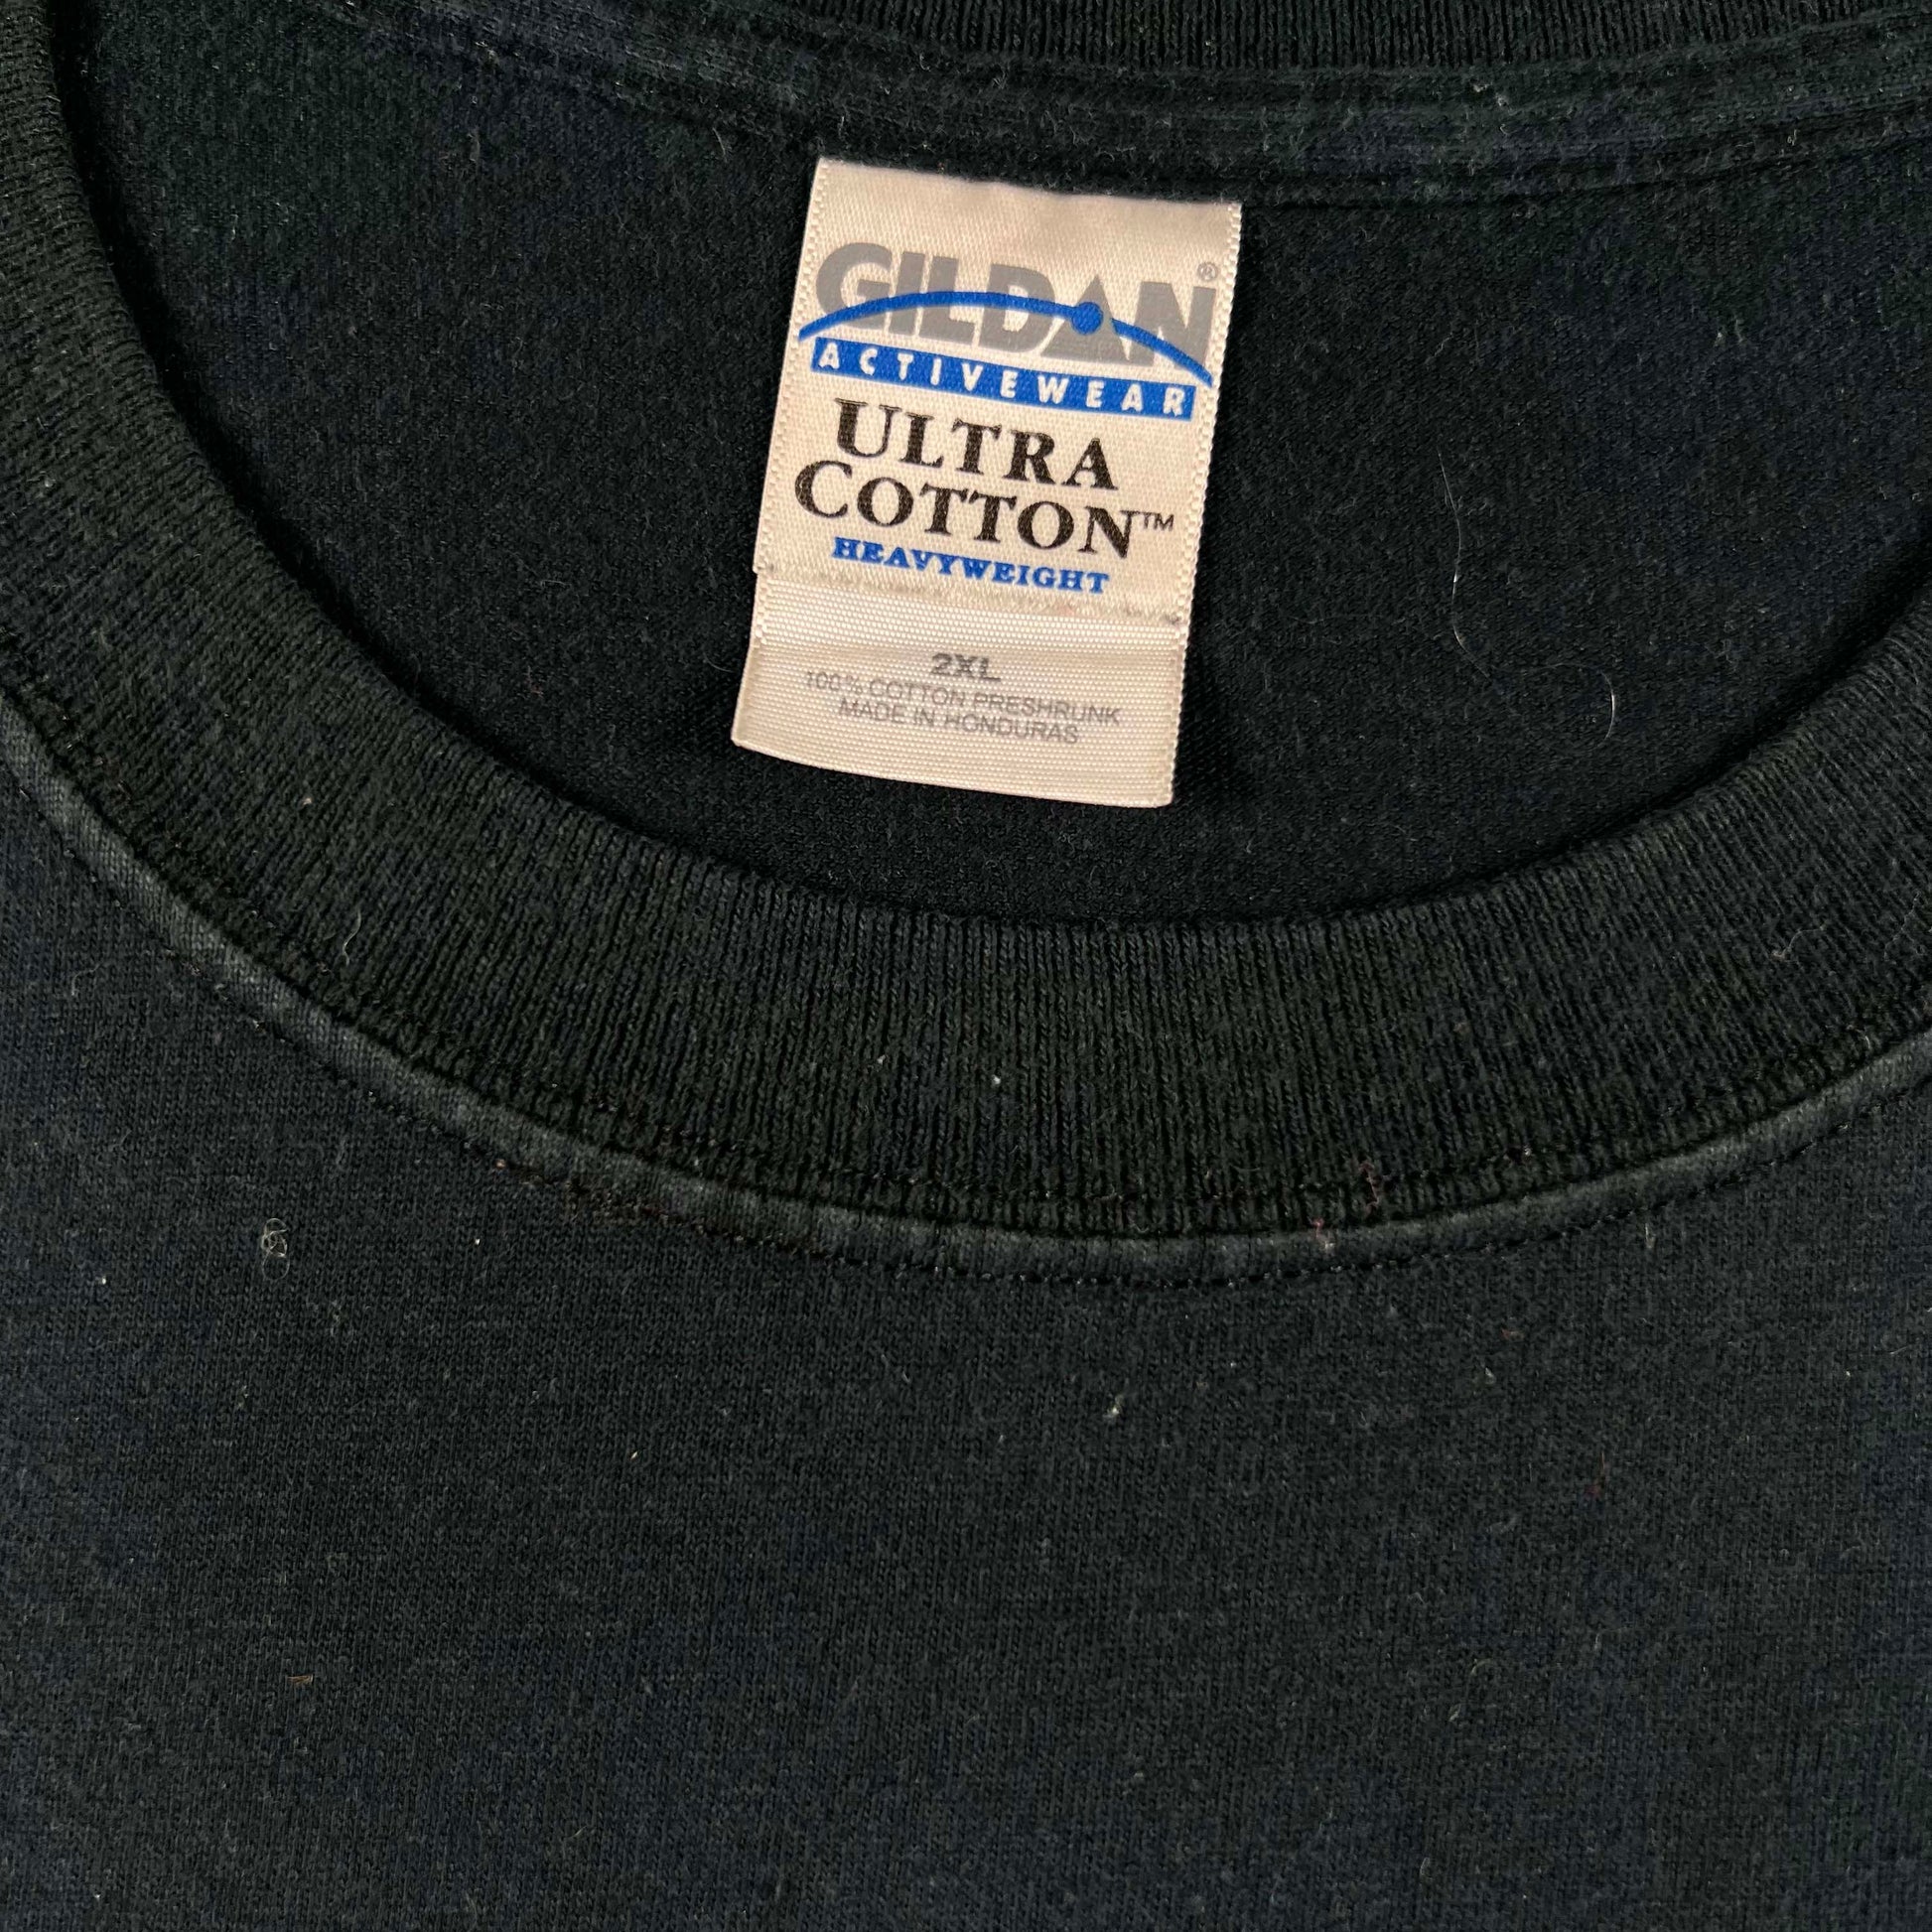 GILDAN®
ACTIVEWEAR
ULTRA
COTTON™
HEAVYWEIGHT
2XL
100% COTTON PRESHRUNK
MADE IN HONDURAS